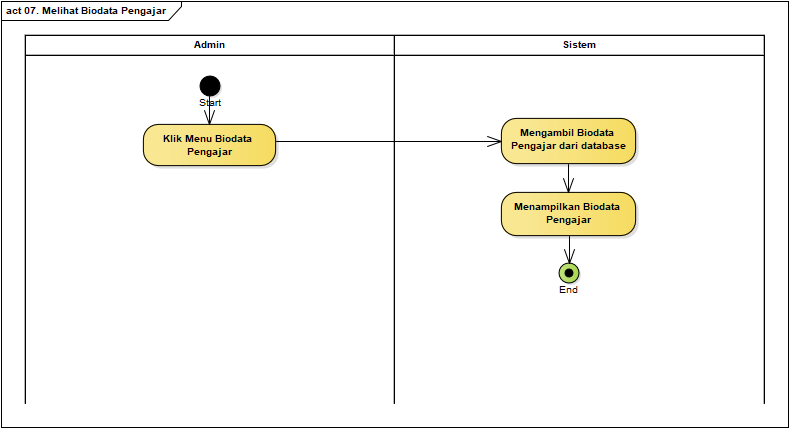 act 07. Melihat Biodata Pengajar
Admin
Sistem
Start
Klik Menu Biodata
Pengajar
Mengambil Biodata
Pengajar dari database
Menampilkan Biodata
Pengajar
End